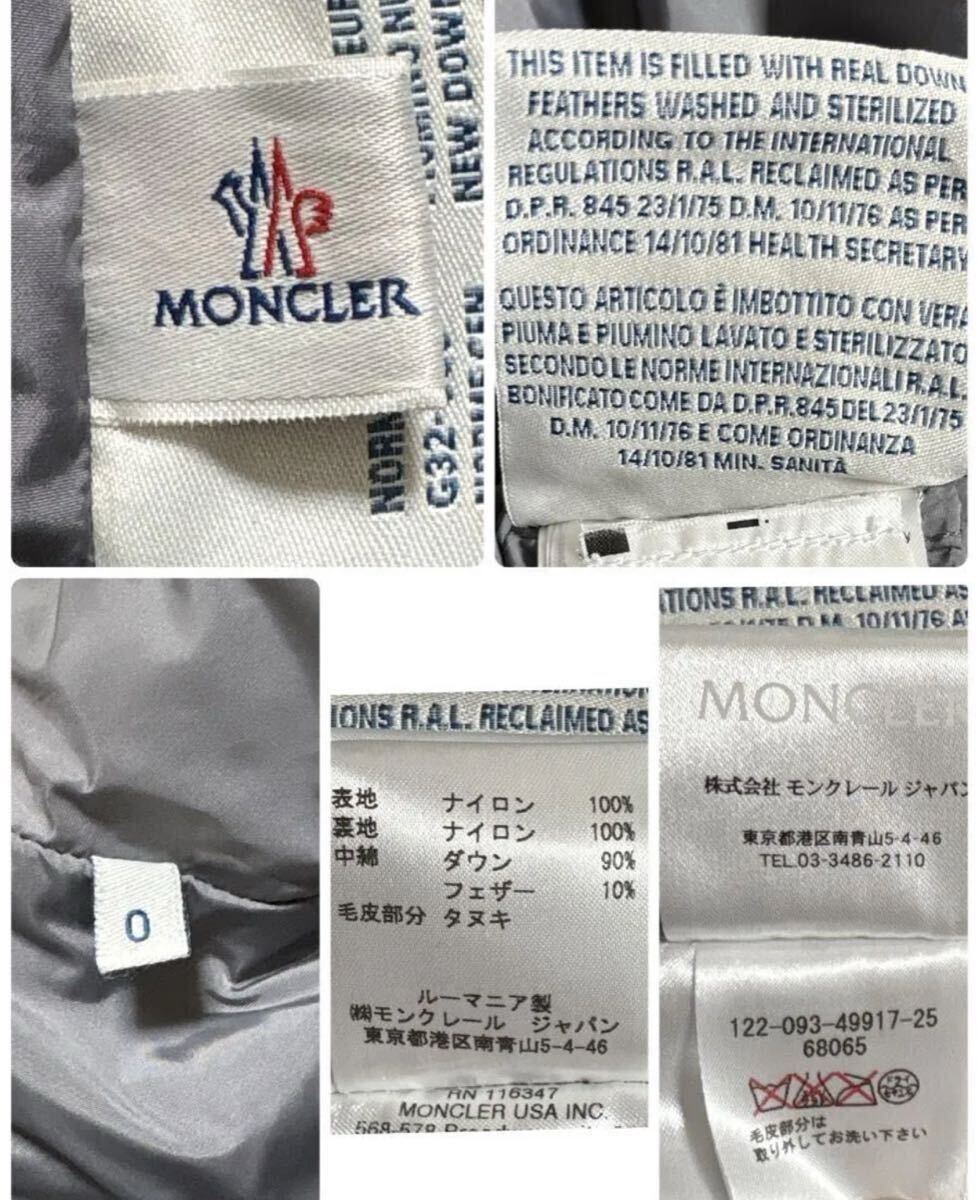 MONCLER
NEW DOWN
G32-
THIS ITEM IS FILLED WITH REAL DOWN
FEATHERS WASHED AND STERILIZED
ACCORDING TO THE INTERNATIONAL
REGULATIONS R.A.L. RECLAIMED AS PER
D.P.R. 845 23/1/75 D.M. 10/11/76 AS PER
ORDINANCE 14/10/81 HEALTH SECRETARY
QUESTO ARTICOLO È IMBOTTITO CON VERA
PIUMA E PIUMINO LAVATO E STERILIZZATO
SECONDO LE NORME INTERNAZIONALI R.A.L.
BONIFICATO COME DA D.P.R.845 DEL 23/1/75
D.M. 10/11/76 E COME ORDINANZA
14/10/81 MIN. SANITÀ
0
IONS R.A.L. RECLAIMED AS
表地 ナイロン 100%
裏地 ナイロン 100%
中綿 ダウン 90%
フェザー 10%
毛皮部分 タヌキ
ルーマニア製
㈱モンクレール ジャパン
東京都港区南青山5-4-46
RN 116347
MONCLER USA INC.
TIONS R.A.L. RECLAIMED AS
D.M. 10/11/76 A
MONCLER
株式会社 モンクレール ジャパン
東京都港区南青山5-4-46
TEL.03-3486-2110
122-093-49917-25
68065
毛皮部分は
取り外してお洗い下さい